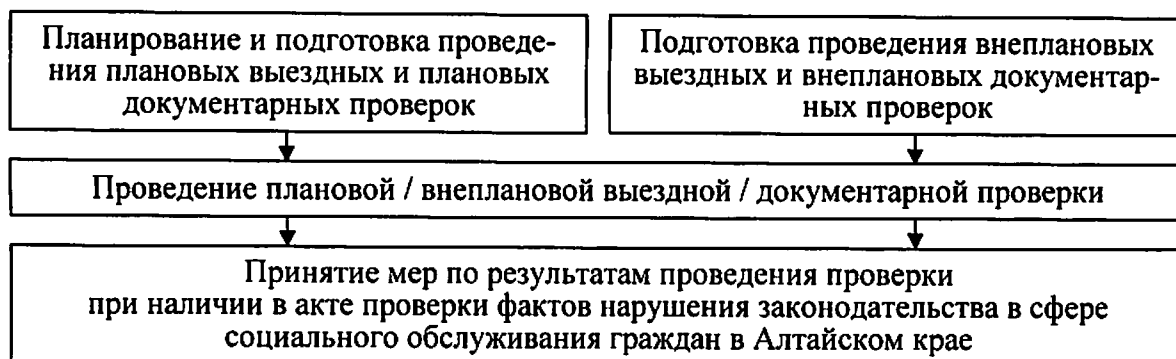 Планирование и подготовка проведе-
ния плановых выездных и плановых
документарных проверок
Подготовка проведения внеплановых
выездных и внеплановых документар-
ных проверок
Проведение плановой / внеплановой выездной / документарной проверки
Принятие мер по результатам проведения проверки
при наличии в акте проверки фактов нарушения законодательства в сфере
социального обслуживания граждан в Алтайском крае